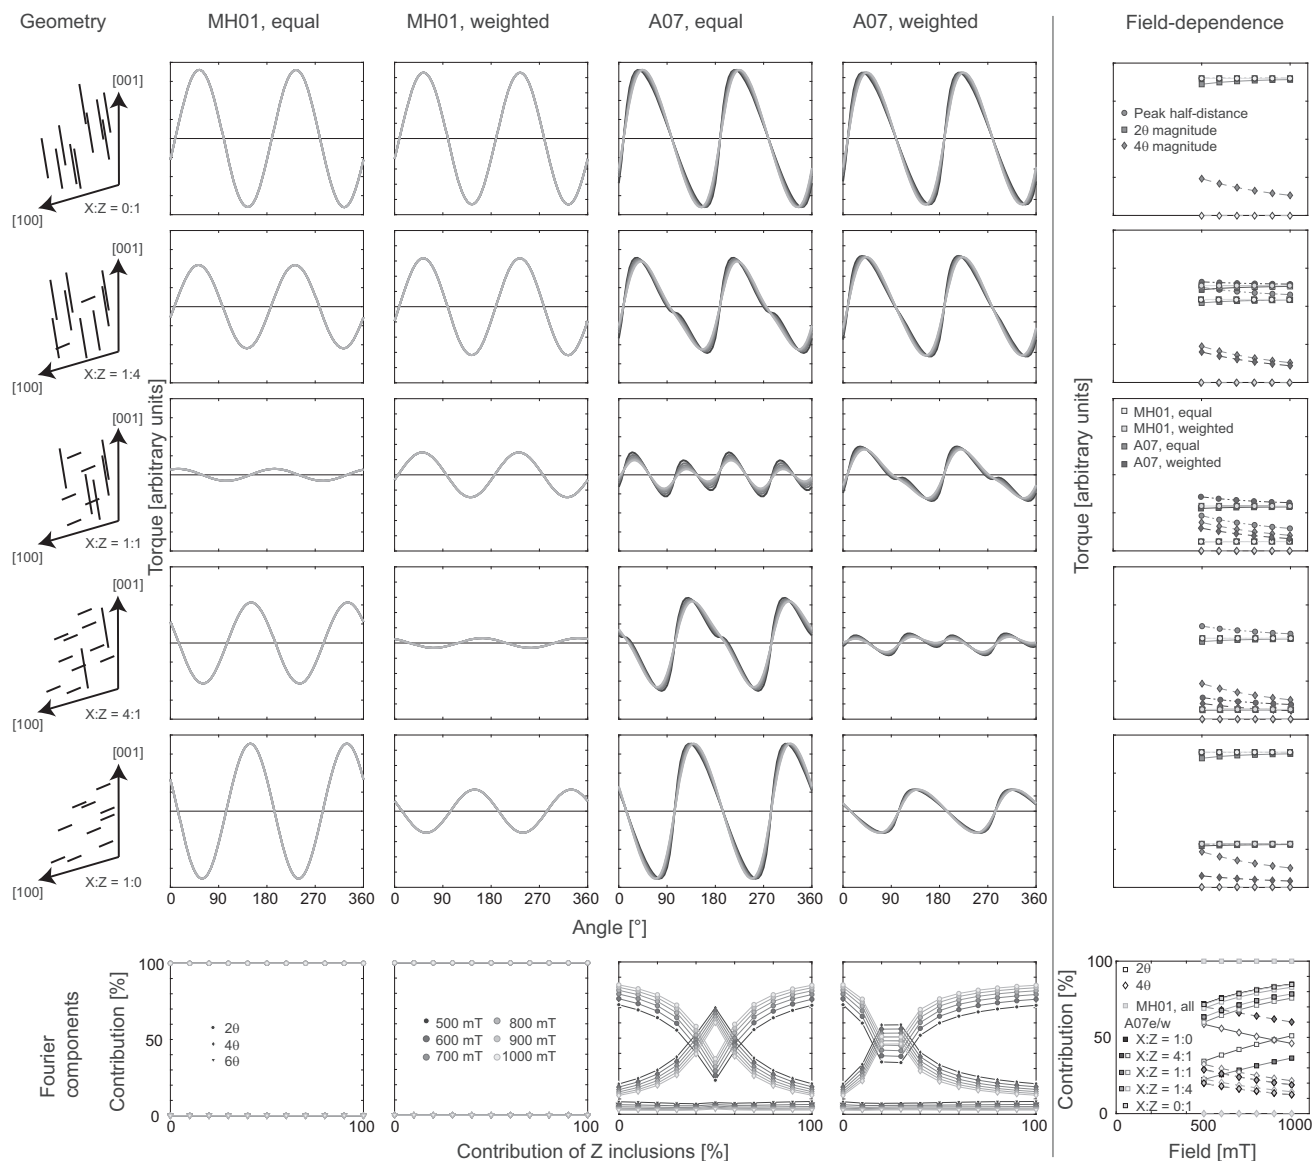 Geometry
MH01, equal
MH01, weighted
A07, equal
A07, weighted
Field-dependence
[001]
[100]
X:Z = 0:1
Peak half-distance
2θ magnitude
4θ magnitude
[001]
[100]
X:Z = 1:4
[001]
[100]
X:Z = 1:1
MH01, equal
MH01, weighted
A07, equal
A07, weighted
Torque [arbitrary units]
Torque [arbitrary units]
[001]
[100]
X:Z = 4:1
[001]
[100]
X:Z = 1:0
0 90 180 270 360
0 90 180 270 360
0 90 180 270 360
0 90 180 270 360
Angle [°]
Fourier components
Contribution [%]
100
50
0
2θ
4θ
6θ
0 100
500 mT
600 mT
700 mT
800 mT
900 mT
1000 mT
0 100
0 100
0 100
Contribution of Z inclusions [%]
Contribution [%]
100
50
0
2θ
4θ
MH01, all
A07e/w
X:Z = 1:0
X:Z = 4:1
X:Z = 1:1
X:Z = 1:4
X:Z = 0:1
0 500 1000
Field [mT]